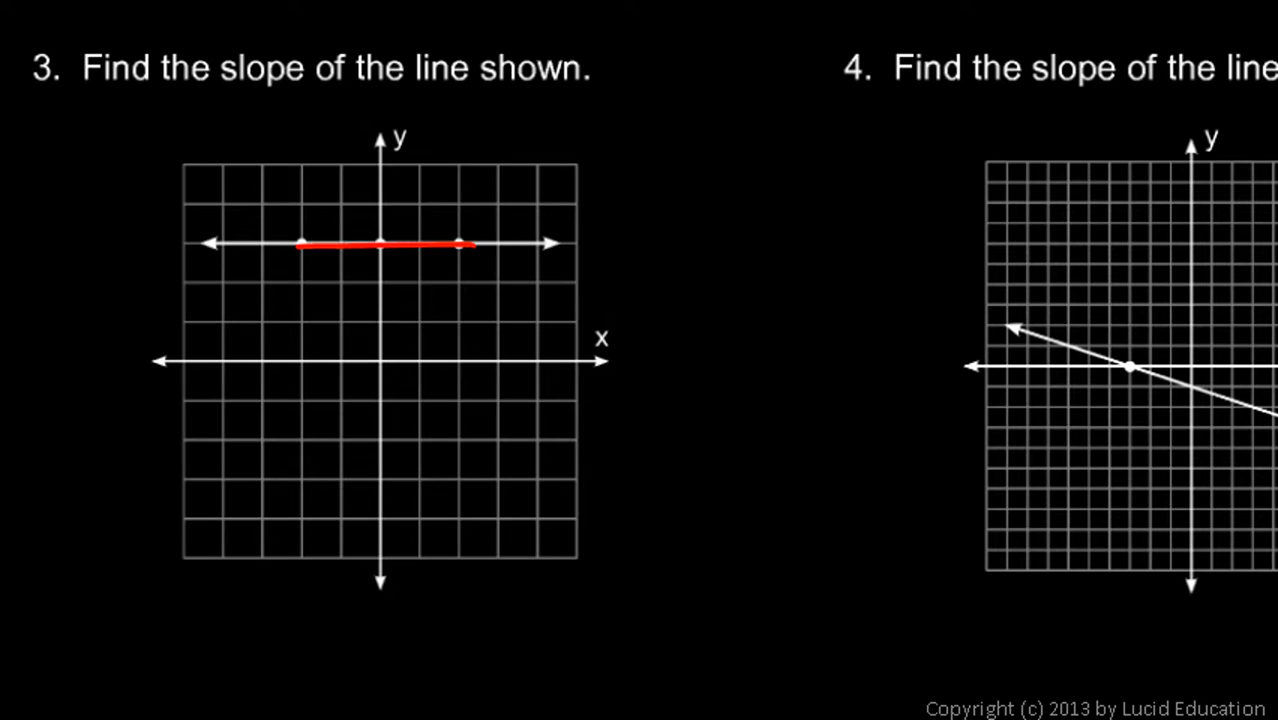 3. Find the slope of the line shown.
4. Find the slope of the line
y
x
y
Copyright (c) 2013 by Lucid Education